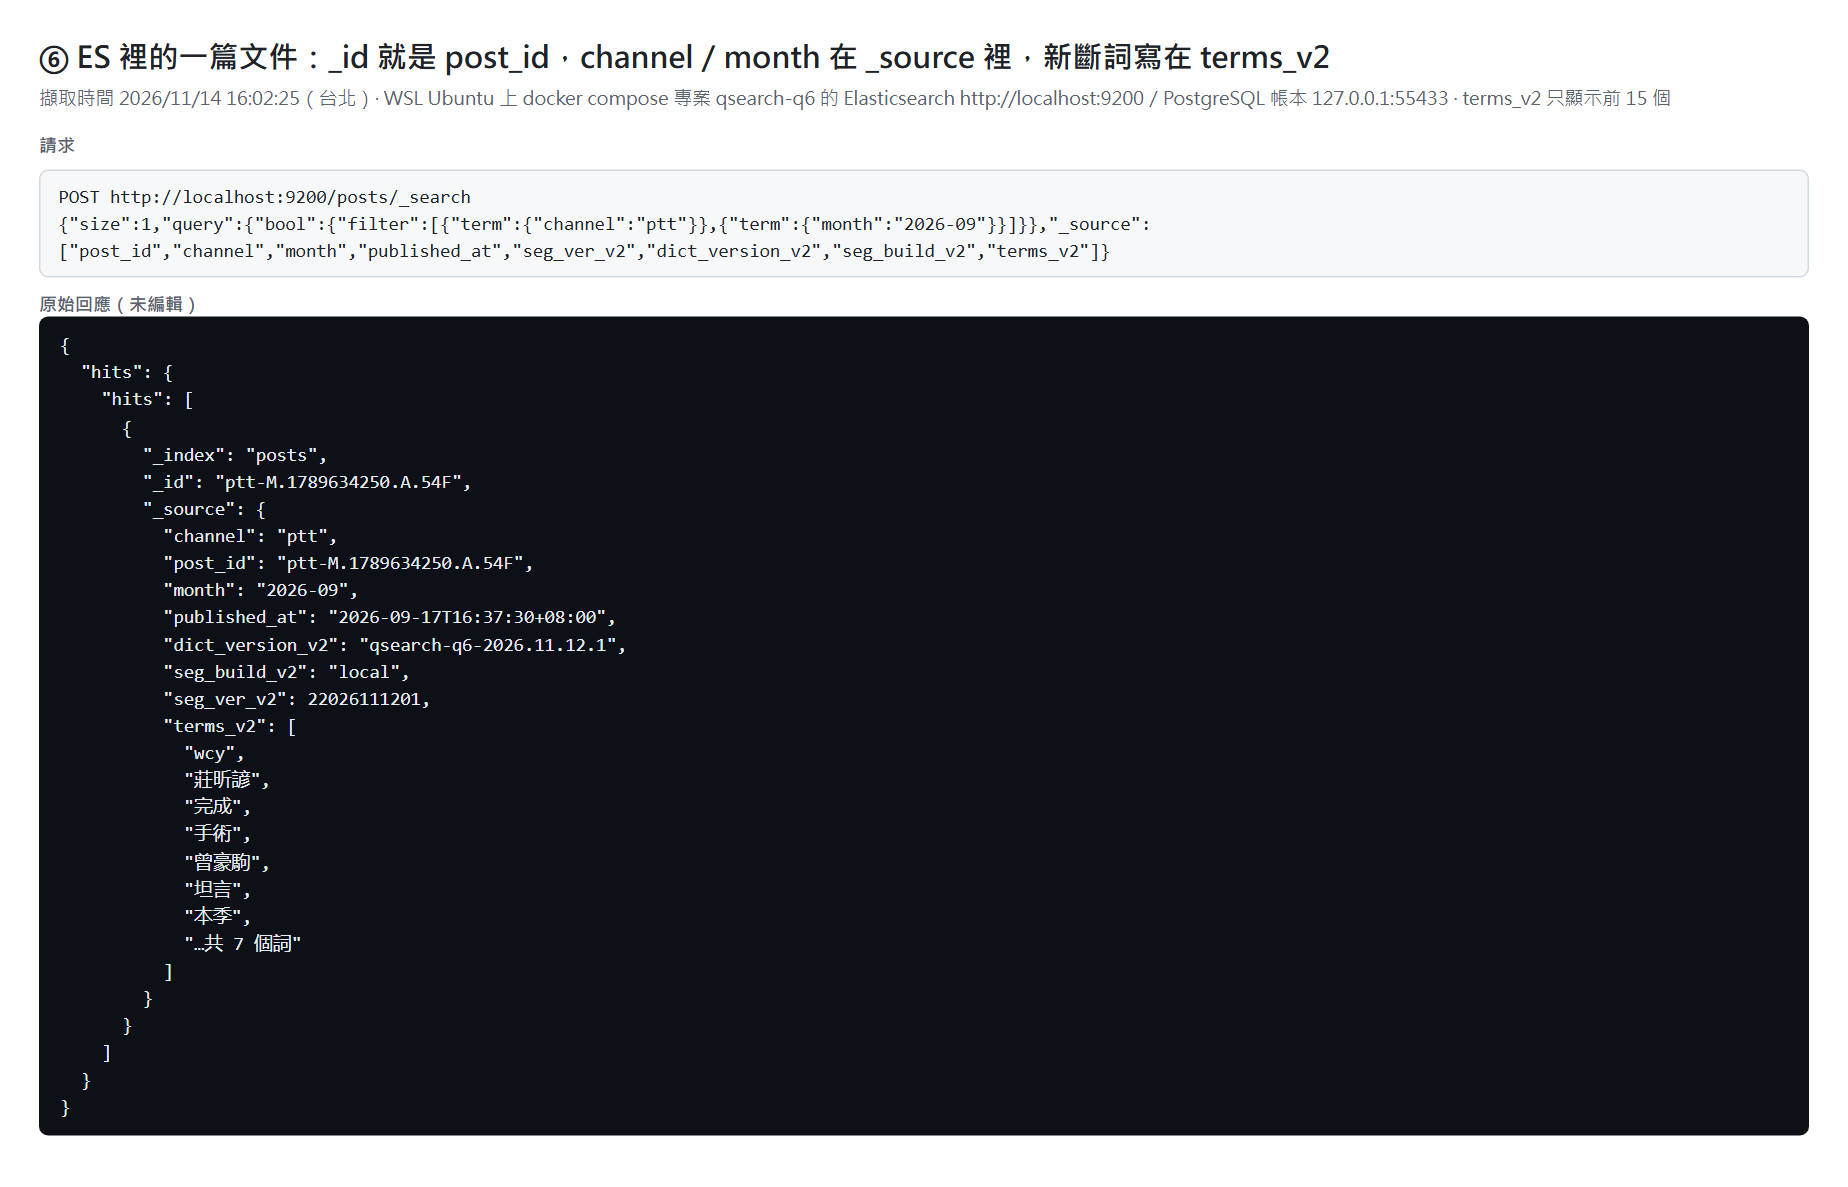 ⑥ ES 裡的一篇文件：_id 就是 post_id，channel / month 在 _source 裡，新斷詞寫在 terms_v2
擷取時間 2026/11/14 16:02:25（台北）· WSL Ubuntu 上 docker compose 專案 qsearch-q6 的 Elasticsearch http://localhost:9200 / PostgreSQL 帳本 127.0.0.1:55433 · terms_v2 只顯示前 15 個
請求
POST http://localhost:9200/posts/_search
{"size":1,"query":{"bool":{"filter":[{"term":{"channel":"ptt"}},{"term":{"month":"2026-09"}}]}},"_source":
["post_id","channel","month","published_at","seg_ver_v2","dict_version_v2","seg_build_v2","terms_v2"]}
原始回應（未編輯）
{
  "hits": {
    "hits": [
      {
        "_index": "posts",
        "_id": "ptt-M.1789634250.A.54F",
        "_source": {
          "channel": "ptt",
          "post_id": "ptt-M.1789634250.A.54F",
          "month": "2026-09",
          "published_at": "2026-09-17T16:37:30+08:00",
          "dict_version_v2": "qsearch-q6-2026.11.12.1",
          "seg_build_v2": "local",
          "seg_ver_v2": 22026111201,
          "terms_v2": [
            "wcy",
            "莊昕諺",
            "完成",
            "手術",
            "曾豪駒",
            "坦言",
            "本季",
            "…共 7 個詞"
          ]
        }
      }
    ]
  }
}